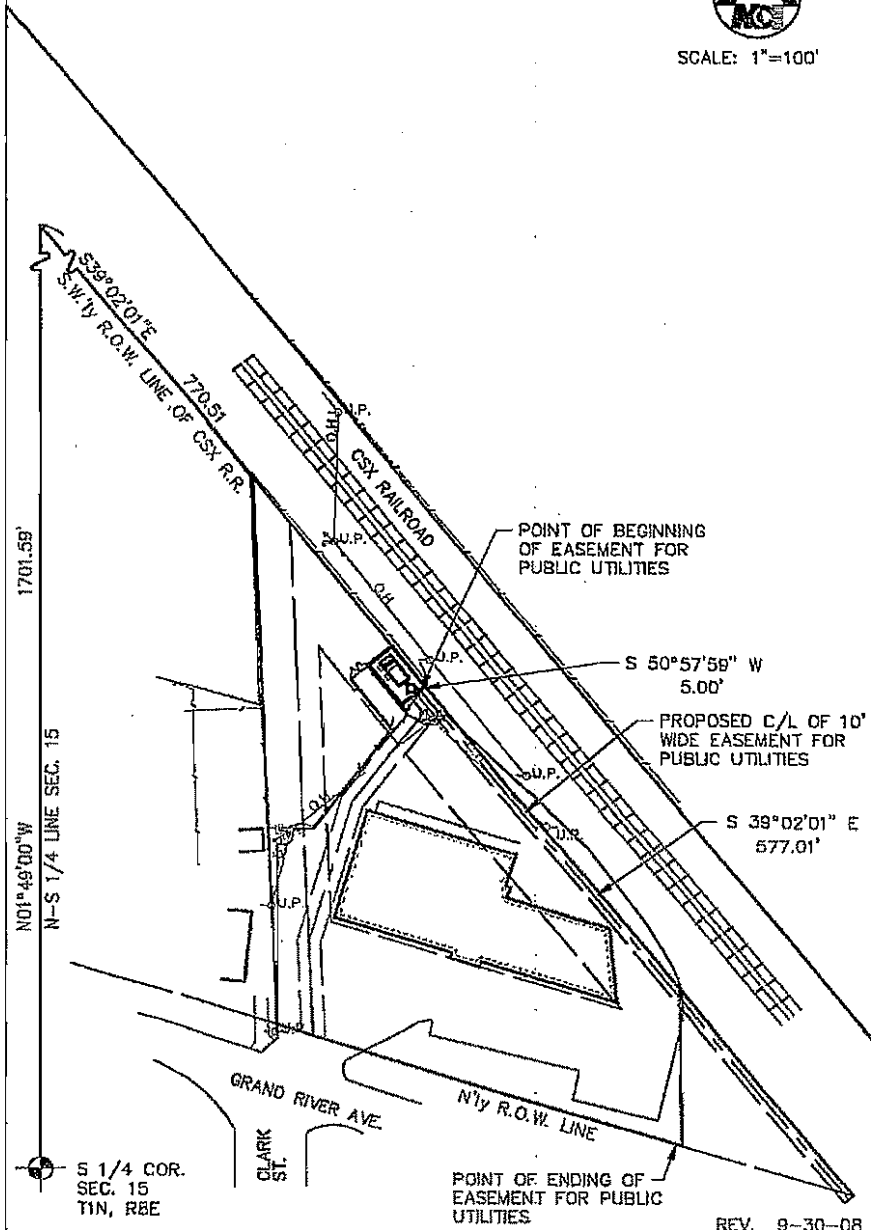 SCALE: 1"=100'
S39°02'01"E
S.W.'ly R.O.W. LINE OF CSX R.R.
770.51
U.P.
O.H.
CSX RAILROAD
U.P.
O.H.
1701.59'
POINT OF BEGINNING
OF EASEMENT FOR
PUBLIC UTILITIES
U.P.
S 50°57'59" W
5.00'
PROPOSED C/L OF 10'
WIDE EASEMENT FOR
PUBLIC UTILITIES
N01°49'00"W
N-S 1/4 LINE SEC. 15
U.P.
O.H.
U.P.
S 39°02'01" E
577.01'
U.P.
U.P.
GRAND RIVER AVE.
N'ly R.O.W. LINE
CLARK
ST.
S 1/4 COR.
SEC. 15
T1N, R8E
POINT OF ENDING OF
EASEMENT FOR PUBLIC
UTILITIES
REV. 9-30-08